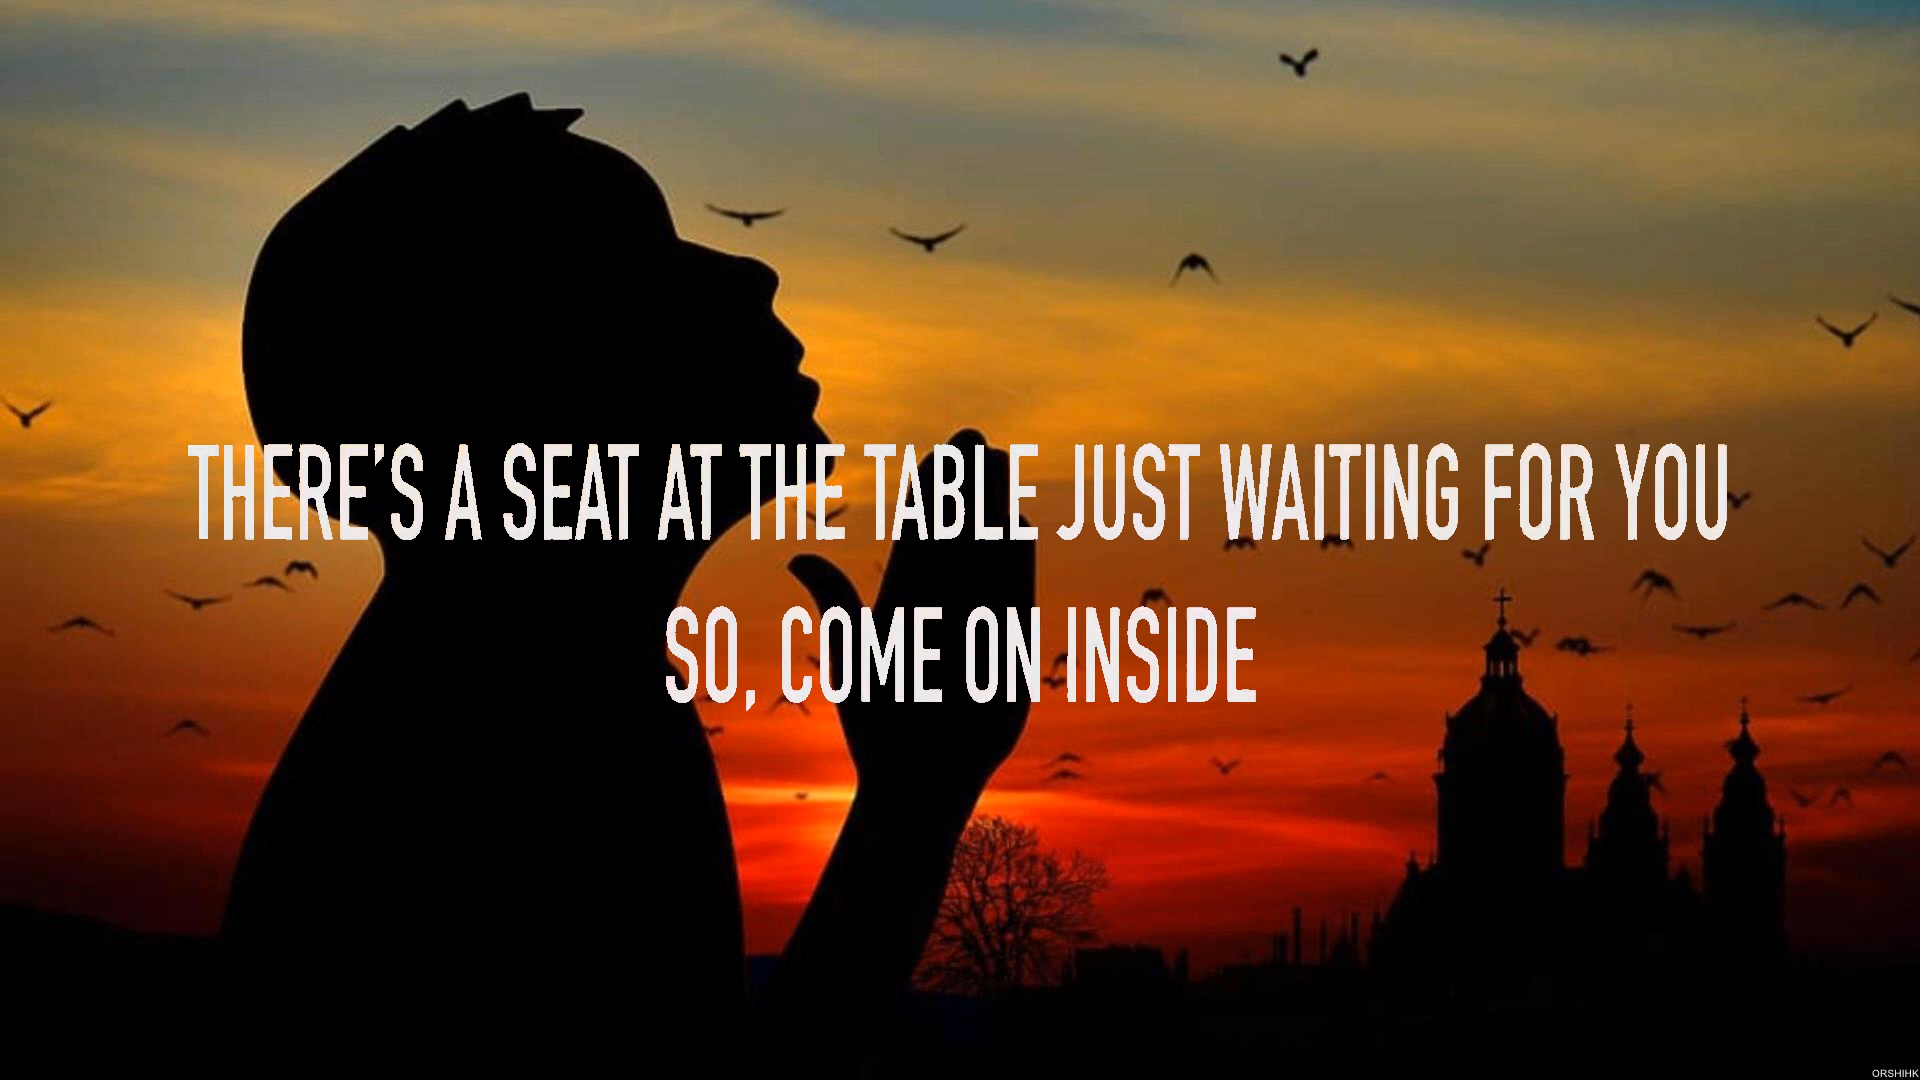 THERE'S A SEAT AT THE TABLE JUST WAITING FOR YOU
SO, COME ON INSIDE
ORSHIHK